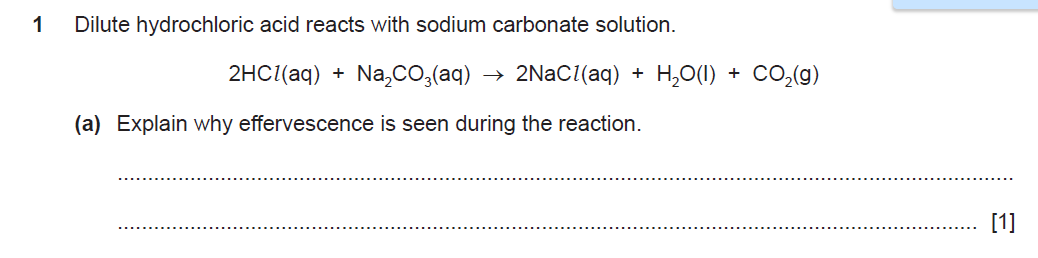 1 Dilute hydrochloric acid reacts with sodium carbonate solution.
2HCl(aq) + Na₂CO₃(aq) → 2NaCl(aq) + H₂O(l) + CO₂(g)
(a) Explain why effervescence is seen during the reaction.
..........................................................................................
.......................................................................................... [1]